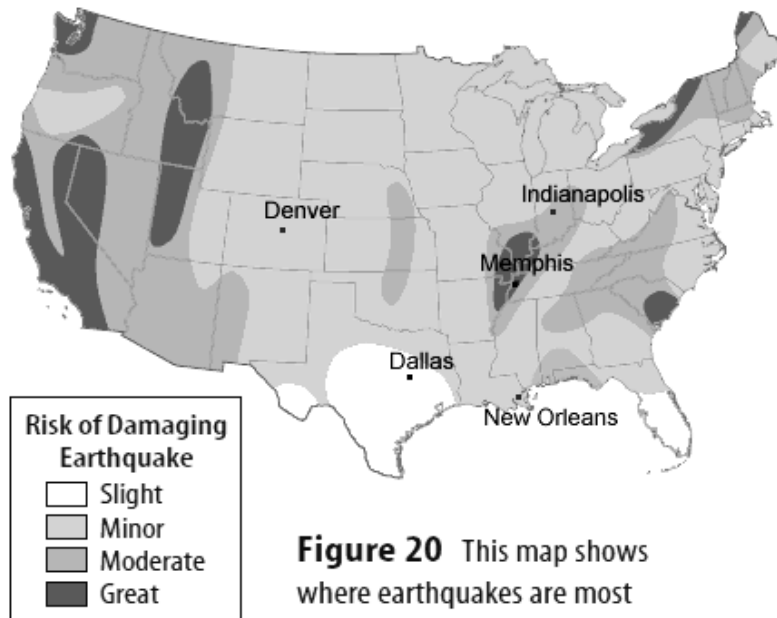 Indianapolis
Denver
Memphis
Dallas
New Orleans
Risk of Damaging
Earthquake
Slight
Minor
Moderate
Great
Figure 20 This map shows
where earthquakes are most